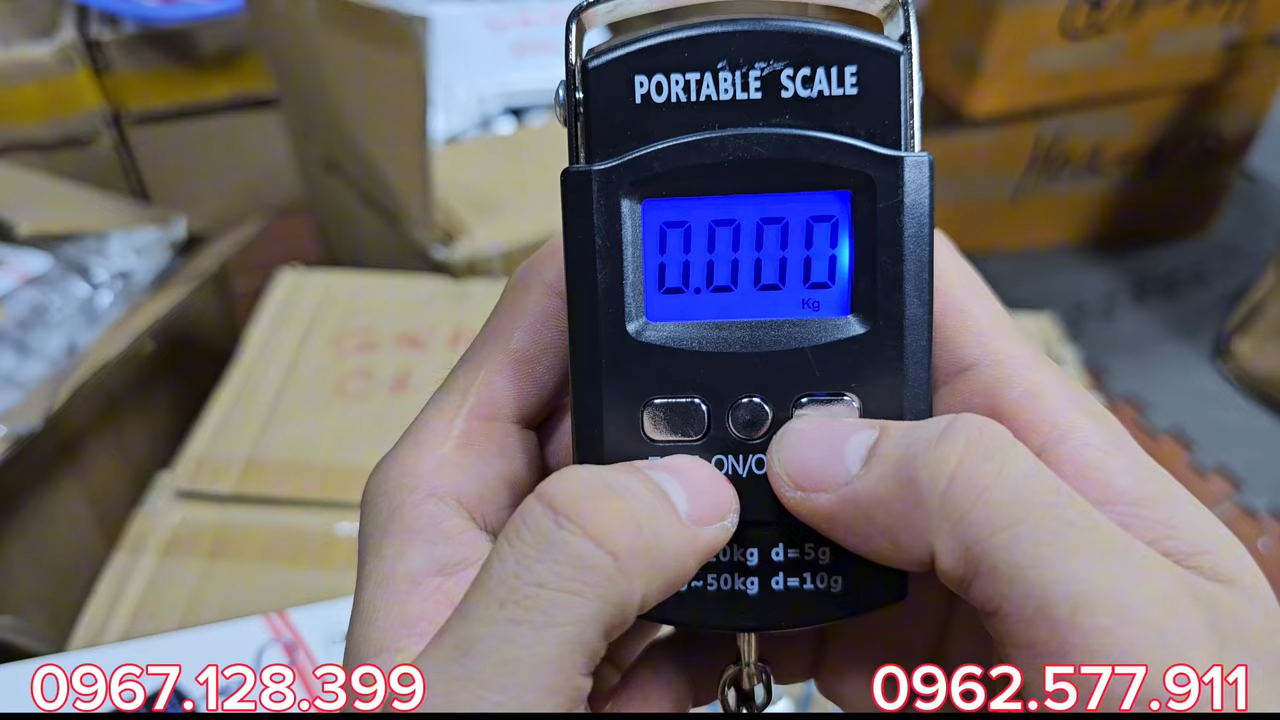 PORTABLE SCALE
0.000
Kg
ON/O
kg d=5g
~50kg d=10g
0967.128.399
0962.577.911